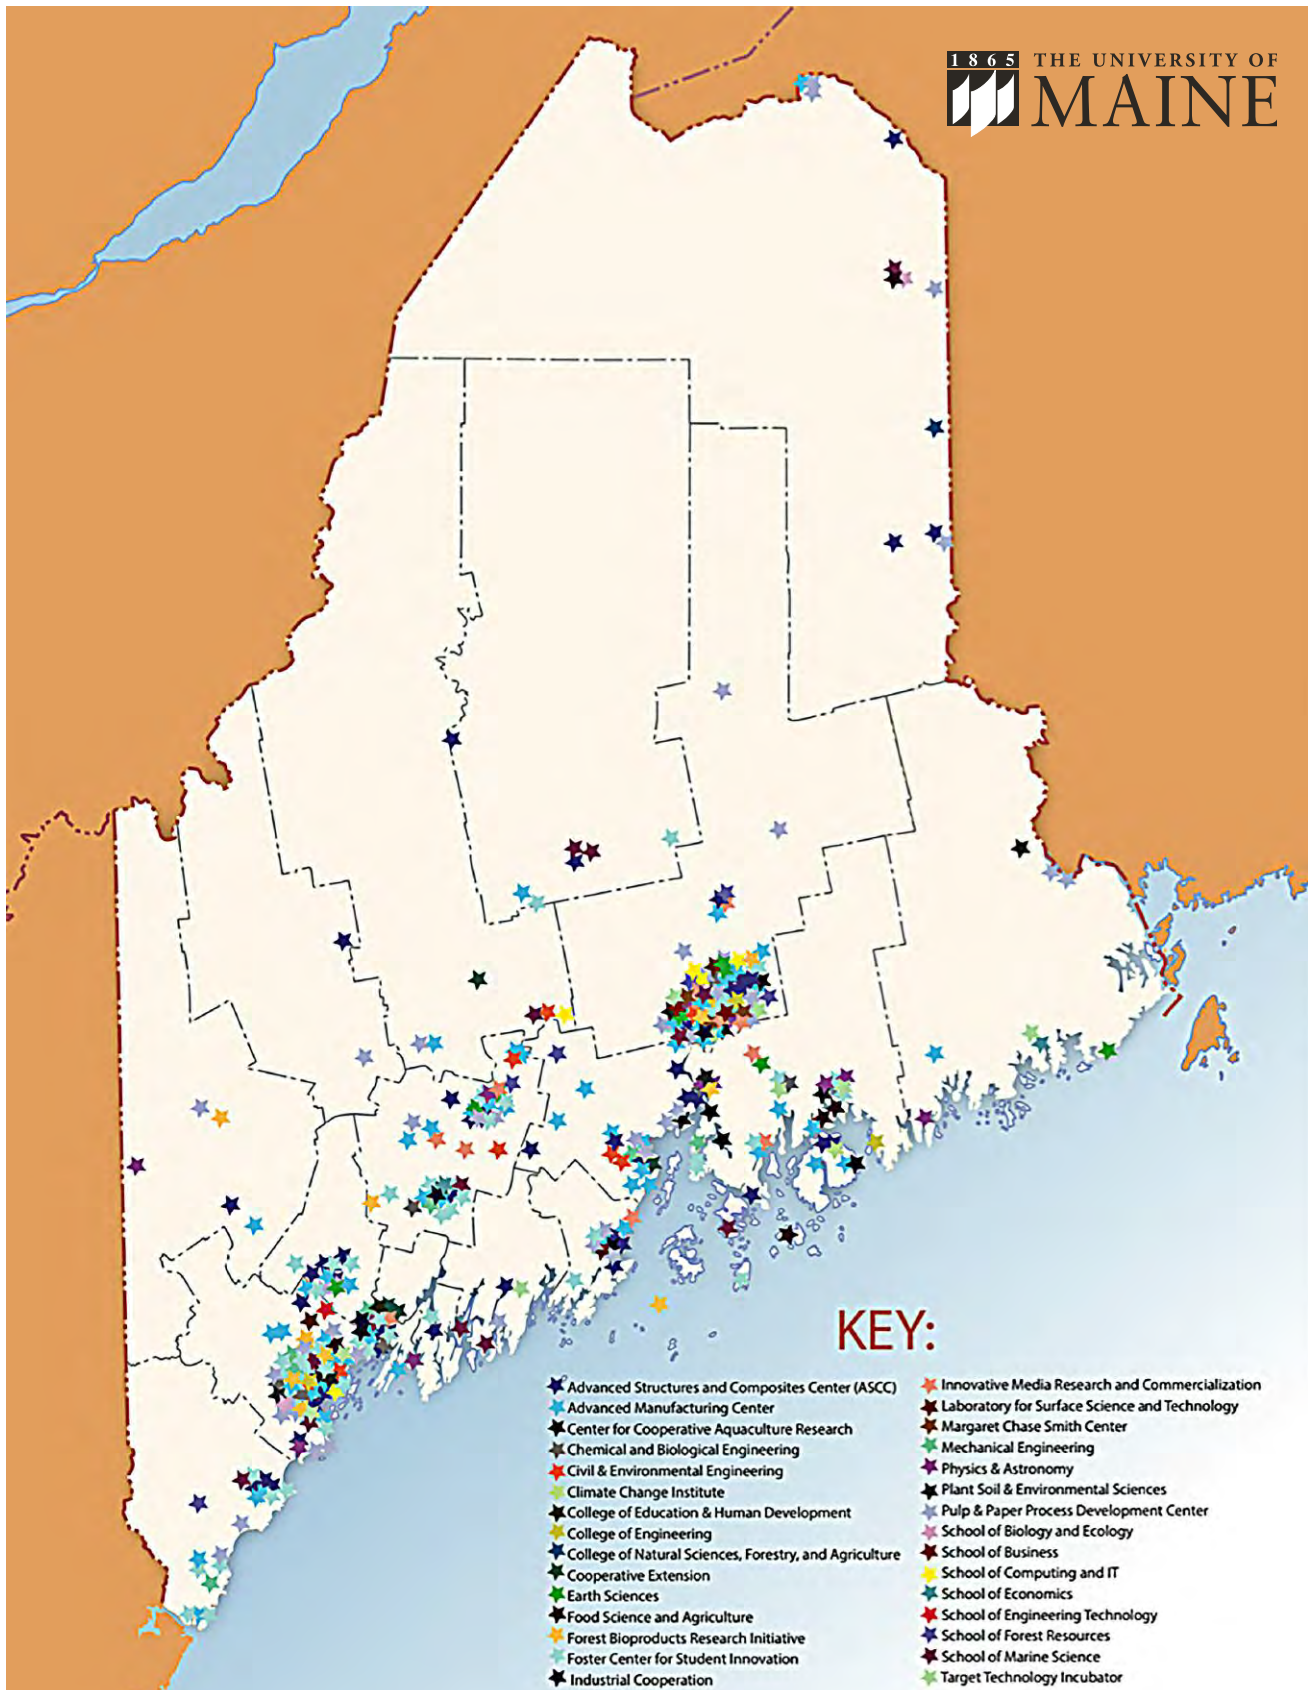 1865
THE UNIVERSITY OF
MAINE
KEY:
Advanced Structures and Composites Center (ASCC)
Advanced Manufacturing Center
Center for Cooperative Aquaculture Research
Chemical and Biological Engineering
Civil & Environmental Engineering
Climate Change Institute
College of Education & Human Development
College of Engineering
College of Natural Sciences, Forestry, and Agriculture
Cooperative Extension
Earth Sciences
Food Science and Agriculture
Forest Bioproducts Research Initiative
Foster Center for Student Innovation
Industrial Cooperation
Innovative Media Research and Commercialization
Laboratory for Surface Science and Technology
Margaret Chase Smith Center
Mechanical Engineering
Physics & Astronomy
Plant Soil & Environmental Sciences
Pulp & Paper Process Development Center
School of Biology and Ecology
School of Business
School of Computing and IT
School of Economics
School of Engineering Technology
School of Forest Resources
School of Marine Science
Target Technology Incubator